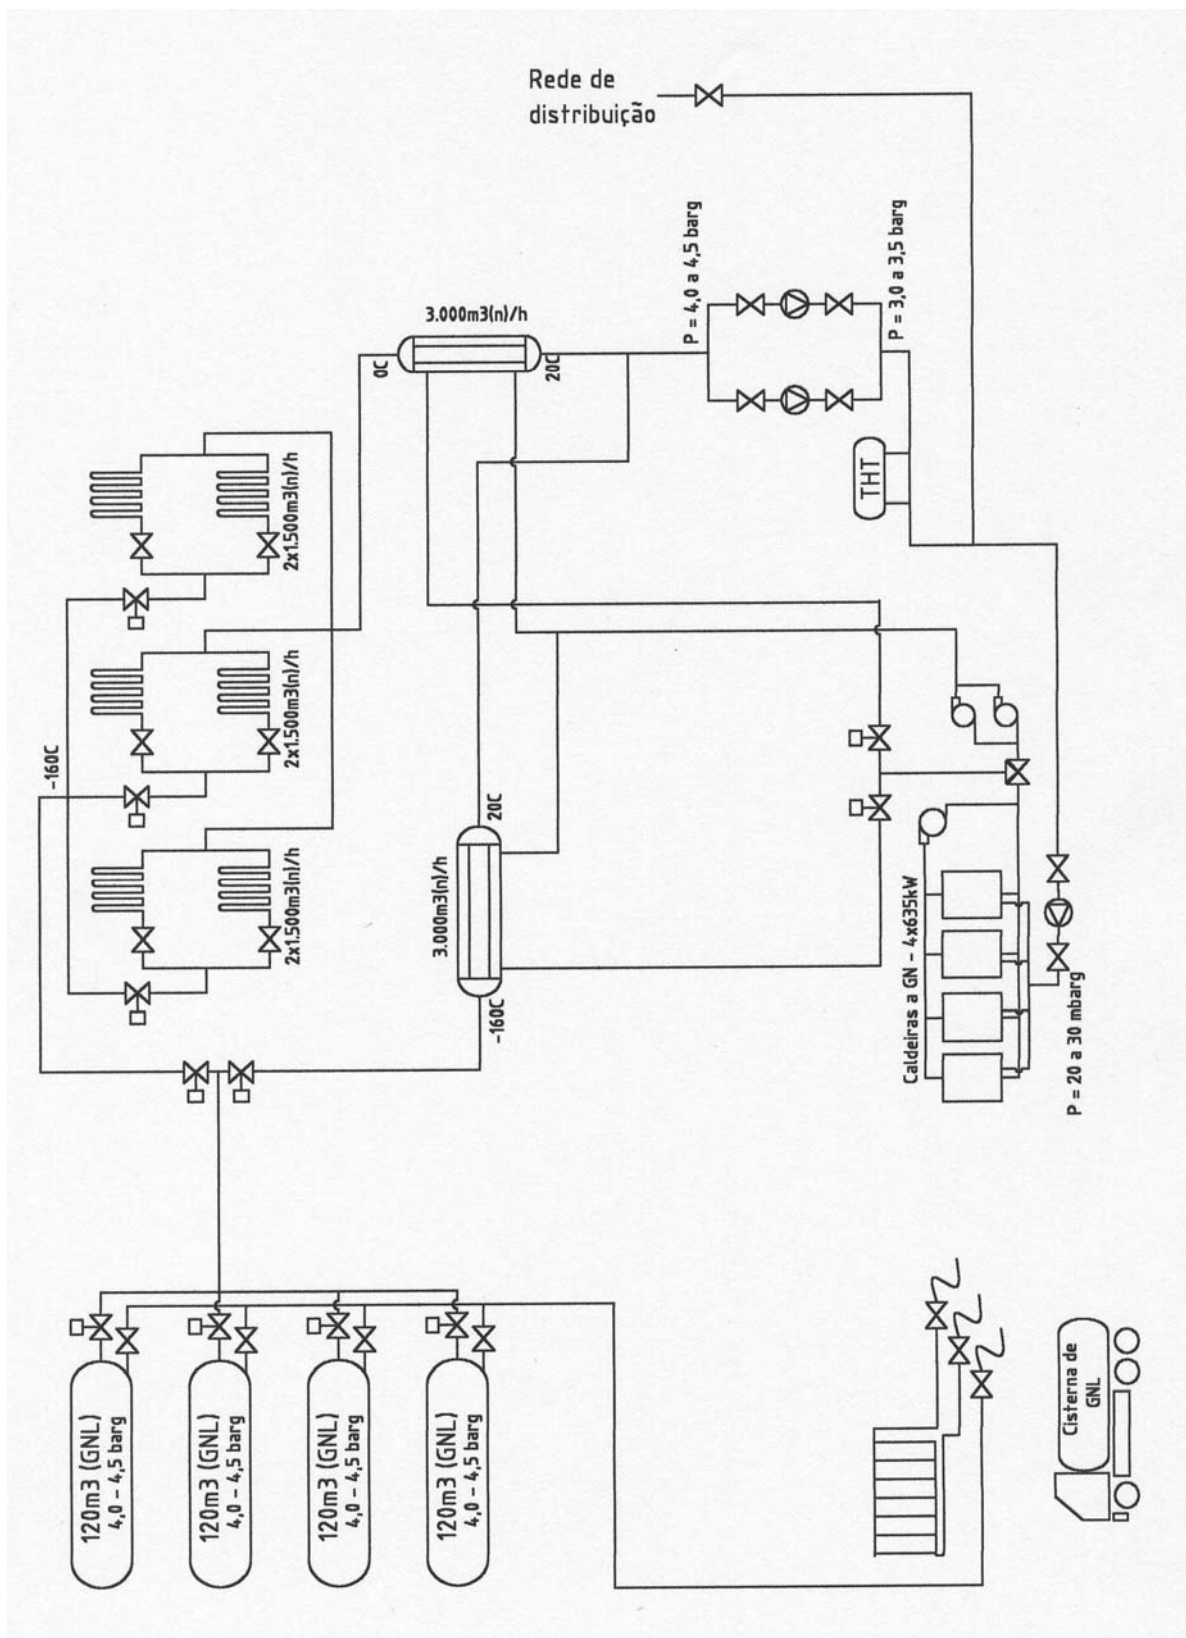 Rede de
distribuição
P = 4,0 a 4,5 barg
P = 3,0 a 3,5 barg
3.000m3(n)/h
0C
20C
2x1.500m3(n)/h
THT
2x1.500m3(n)/h
-160C
20C
3.000m3(n)/h
2x1.500m3(n)/h
Caldeiras a GN - 4x635kW
-160C
P = 20 a 30 mbarg
120m3 (GNL)
4,0 - 4,5 barg
120m3 (GNL)
4,0 - 4,5 barg
120m3 (GNL)
4,0 - 4,5 barg
120m3 (GNL)
4,0 - 4,5 barg
Cisterna de
GNL